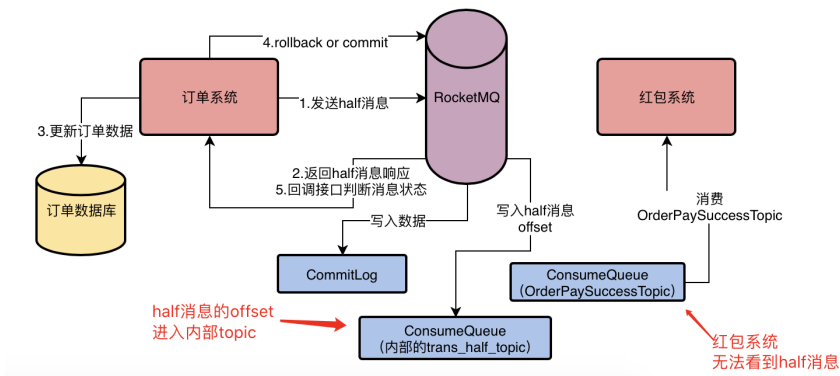 4.rollback or commit
订单系统
1.发送half消息
RocketMQ
红包系统
3.更新订单数据
2.返回half消息响应
5.回调接口判断消息状态
订单数据库
写入数据
写入half消息
offset
消费
OrderPaySuccessTopic
CommitLog
ConsumeQueue
(OrderPaySuccessTopic)
half消息的offset
进入内部topic
ConsumeQueue
(内部的trans_half_topic)
红包系统
无法看到half消息